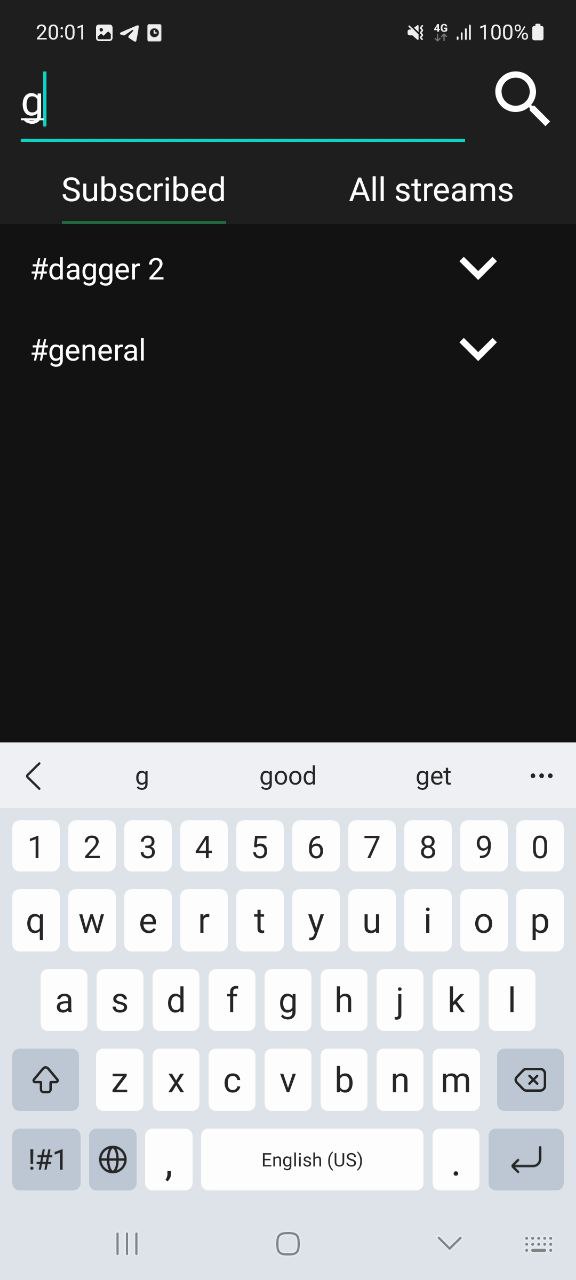 20:01 4G 100%
g
Subscribed All streams
#dagger 2
#general
g good get
1 2 3 4 5 6 7 8 9 0
q w e r t y u i o p
a s d f g h j k l
z x c v b n m
!#1 , English (US) .